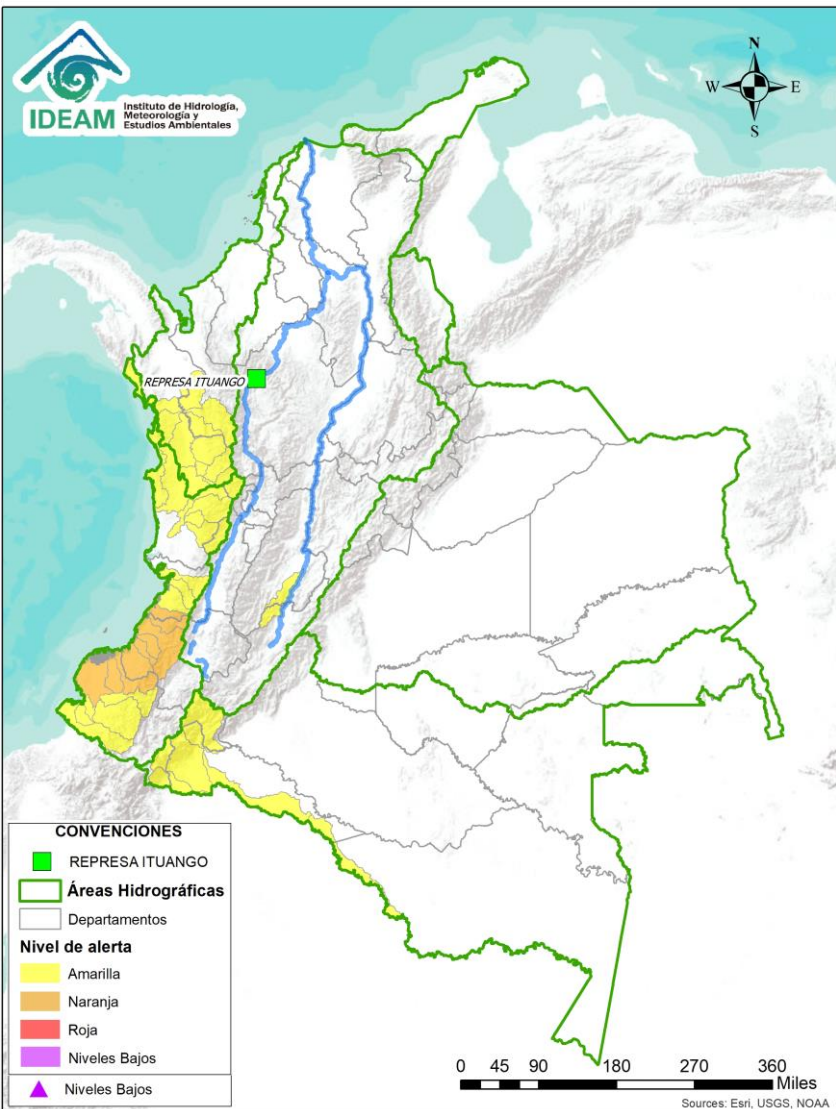 IDEAM
Instituto de Hidrología,
Meteorología y
Estudios Ambientales
N
W
E
S
REPRESA ITUANGO
CONVENCIONES
REPRESA ITUANGO
Áreas Hidrográficas
Departamentos
Nivel de alerta
Amarilla
Naranja
Roja
Niveles Bajos
Niveles Bajos
0 45 90 180 270 360
Miles
Sources: Esri, USGS, NOAA